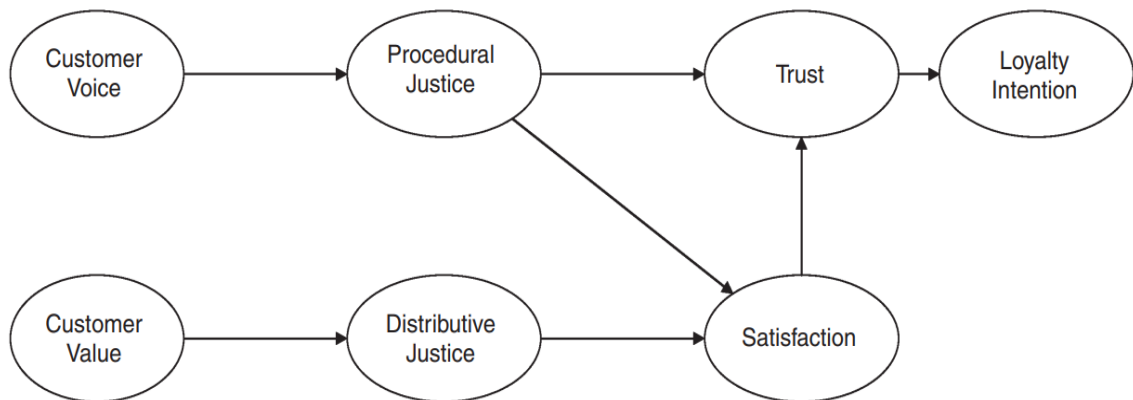 Customer
Voice
Procedural
Justice
Trust
Loyalty
Intention
Customer
Value
Distributive
Justice
Satisfaction